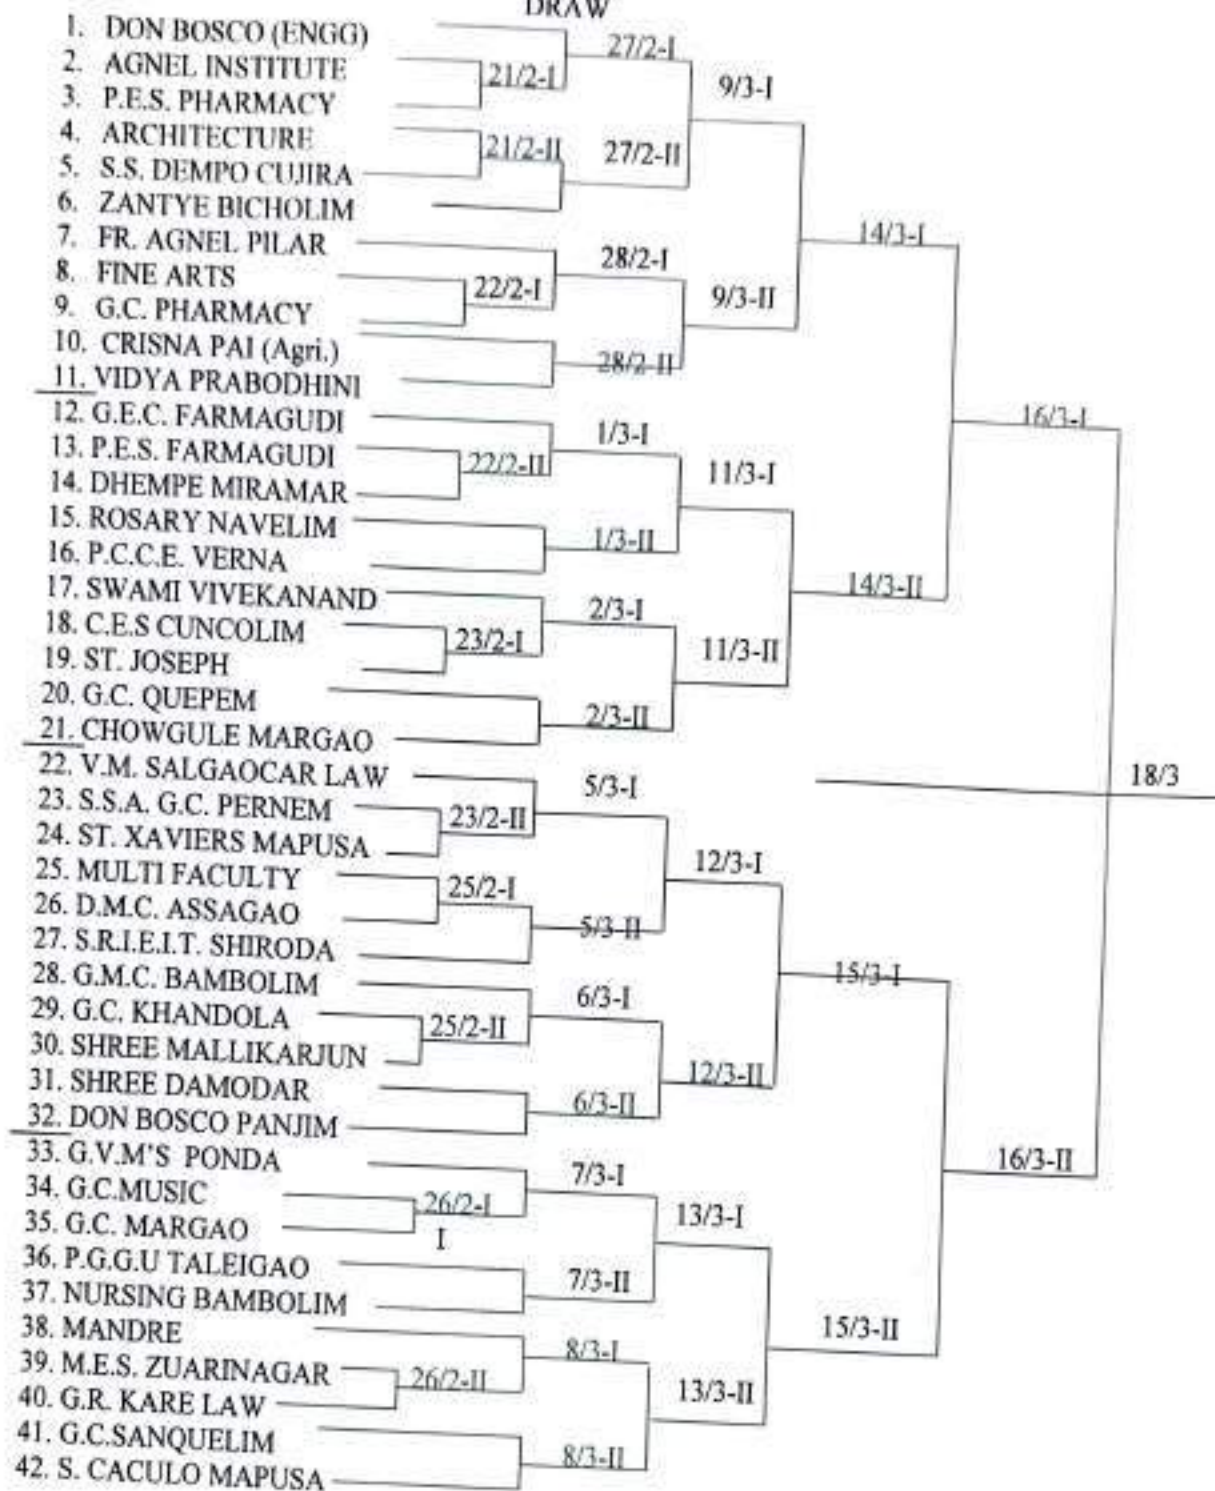 DRAW
1. DON BOSCO (ENGG)
27/2-I
2. AGNEL INSTITUTE
21/2-I
9/3-I
3. P.E.S. PHARMACY
4. ARCHITECTURE
21/2-II
27/2-II
5. S.S. DEMPO CUJIRA
6. ZANTYE BICHOLIM
14/3-I
7. FR. AGNEL PILAR
28/2-I
8. FINE ARTS
22/2-I
9/3-II
9. G.C. PHARMACY
10. CRISNA PAI (Agri.)
28/2-II
11. VIDYA PRABODHINI
12. G.E.C. FARMAGUDI
16/3-I
1/3-I
13. P.E.S. FARMAGUDI
22/2-II
11/3-I
14. DHEMPE MIRAMAR
15. ROSARY NAVELIM
1/3-II
16. P.C.C.E. VERNA
14/3-II
17. SWAMI VIVEKANAND
2/3-I
18. C.E.S CUNCOLIM
23/2-I
11/3-II
19. ST. JOSEPH
20. G.C. QUEPEM
2/3-II
21. CHOWGULE MARGAO
22. V.M. SALGAOCAR LAW
5/3-I
18/3
23. S.S.A. G.C. PERNEM
23/2-II
24. ST. XAVIERS MAPUSA
12/3-I
25. MULTI FACULTY
25/2-I
26. D.M.C. ASSAGAO
5/3-II
27. S.R.I.E.I.T. SHIRODA
15/3-I
28. G.M.C. BAMBOLIM
6/3-I
29. G.C. KHANDOLA
25/2-II
30. SHREE MALLIKARJUN
12/3-II
31. SHREE DAMODAR
6/3-II
32. DON BOSCO PANJIM
33. G.V.M'S PONDA
16/3-II
7/3-I
34. G.C.MUSIC
26/2-I
13/3-I
35. G.C. MARGAO
I
36. P.G.G.U TALEIGAO
7/3-II
37. NURSING BAMBOLIM
38. MANDRE
15/3-II
8/3-I
39. M.E.S. ZUARINAGAR
26/2-II
13/3-II
40. G.R. KARE LAW
41. G.C.SANQUELIM
8/3-II
42. S. CACULO MAPUSA